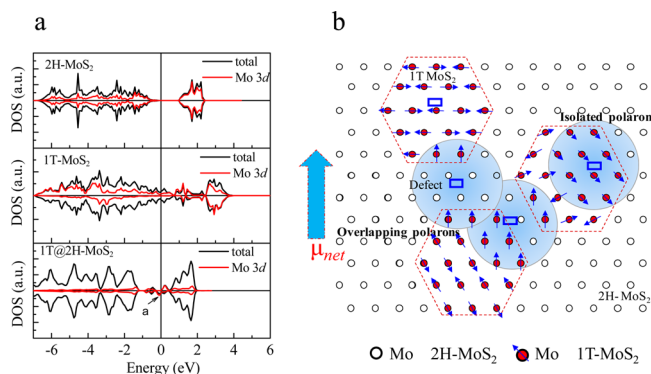 a
DOS (a.u.)
2H-MoS₂
total
Mo 3d
DOS (a.u.)
1T-MoS₂
total
Mo 3d
DOS (a.u.)
1T@2H-MoS₂
total
Mo 3d
a
-6 -4 -2 0 2 4 6
Energy (eV)
b
1T MoS₂
Isolated polaron
Defect
Overlapping polarons
μnet
2H-MoS₂
Mo 2H-MoS₂ Mo 1T-MoS₂